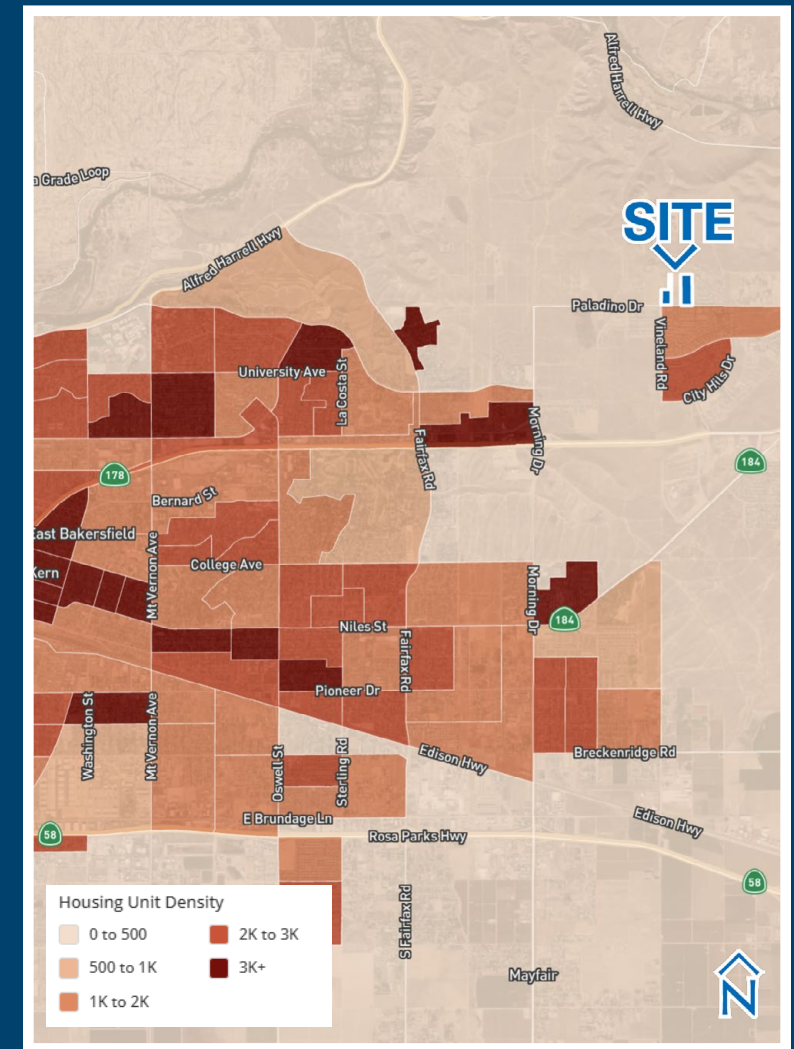 Alfred Harrell Hwy
a Grade Loop
SITE
Alfred Harrell Hwy
Paladino Dr
Vineland Rd
University Ave
La Costa St
City Hils Dr
Morning Dr
Fairfax Rd
178
184
Bernard St
East Bakersfield
Mt Vernon Ave
College Ave
Kern
Morning Dr
184
Niles St
Fairfax Rd
Pioneer Dr
Washington St
Mt Vernon Ave
Oswell St
Sterling Rd
Edison Hwy
Breckenridge Rd
E Brundage Ln
Edison Hwy
58
Rosa Parks Hwy
58
S Fairfax Rd
Mayfair
Housing Unit Density
0 to 500
2K to 3K
500 to 1K
3K+
1K to 2K
N